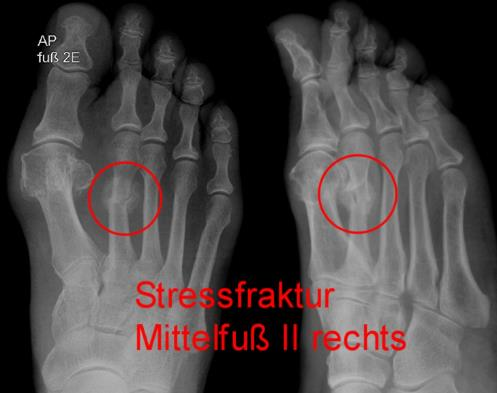 AP
fuß 2E
Stressfraktur
Mittelfuß II rechts